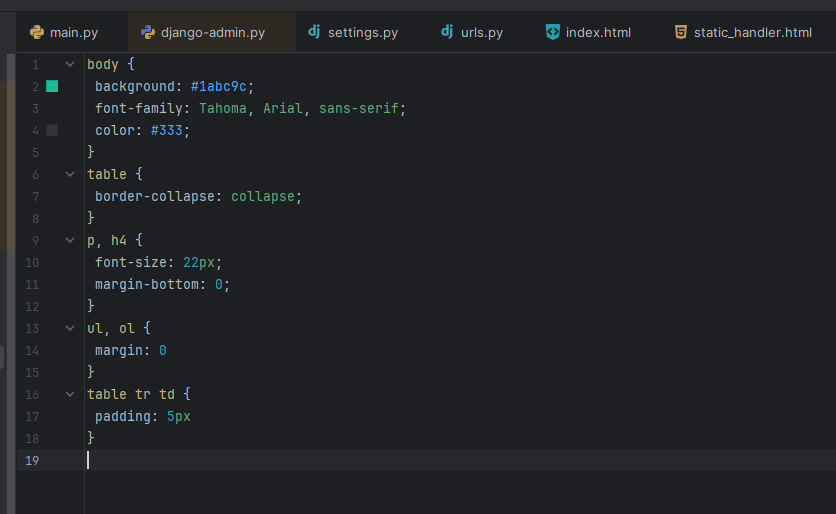 main.py django-admin.py settings.py urls.py index.html static_handler.html
1 body {
2 background: #1abc9c;
3 font-family: Tahoma, Arial, sans-serif;
4 color: #333;
5 }
6 table {
7 border-collapse: collapse;
8 }
9 p, h4 {
10 font-size: 22px;
11 margin-bottom: 0;
12 }
13 ul, ol {
14 margin: 0
15 }
16 table tr td {
17 padding: 5px
18 }
19